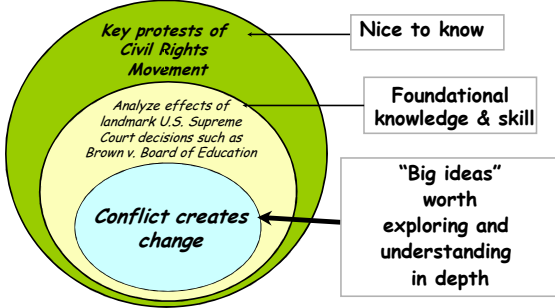 Key protests of
Civil Rights
Movement
Nice to know
Analyze effects of
landmark U.S. Supreme
Court decisions such as
Brown v. Board of Education
Foundational
knowledge & skill
Conflict creates
change
“Big ideas”
worth
exploring and
understanding
in depth